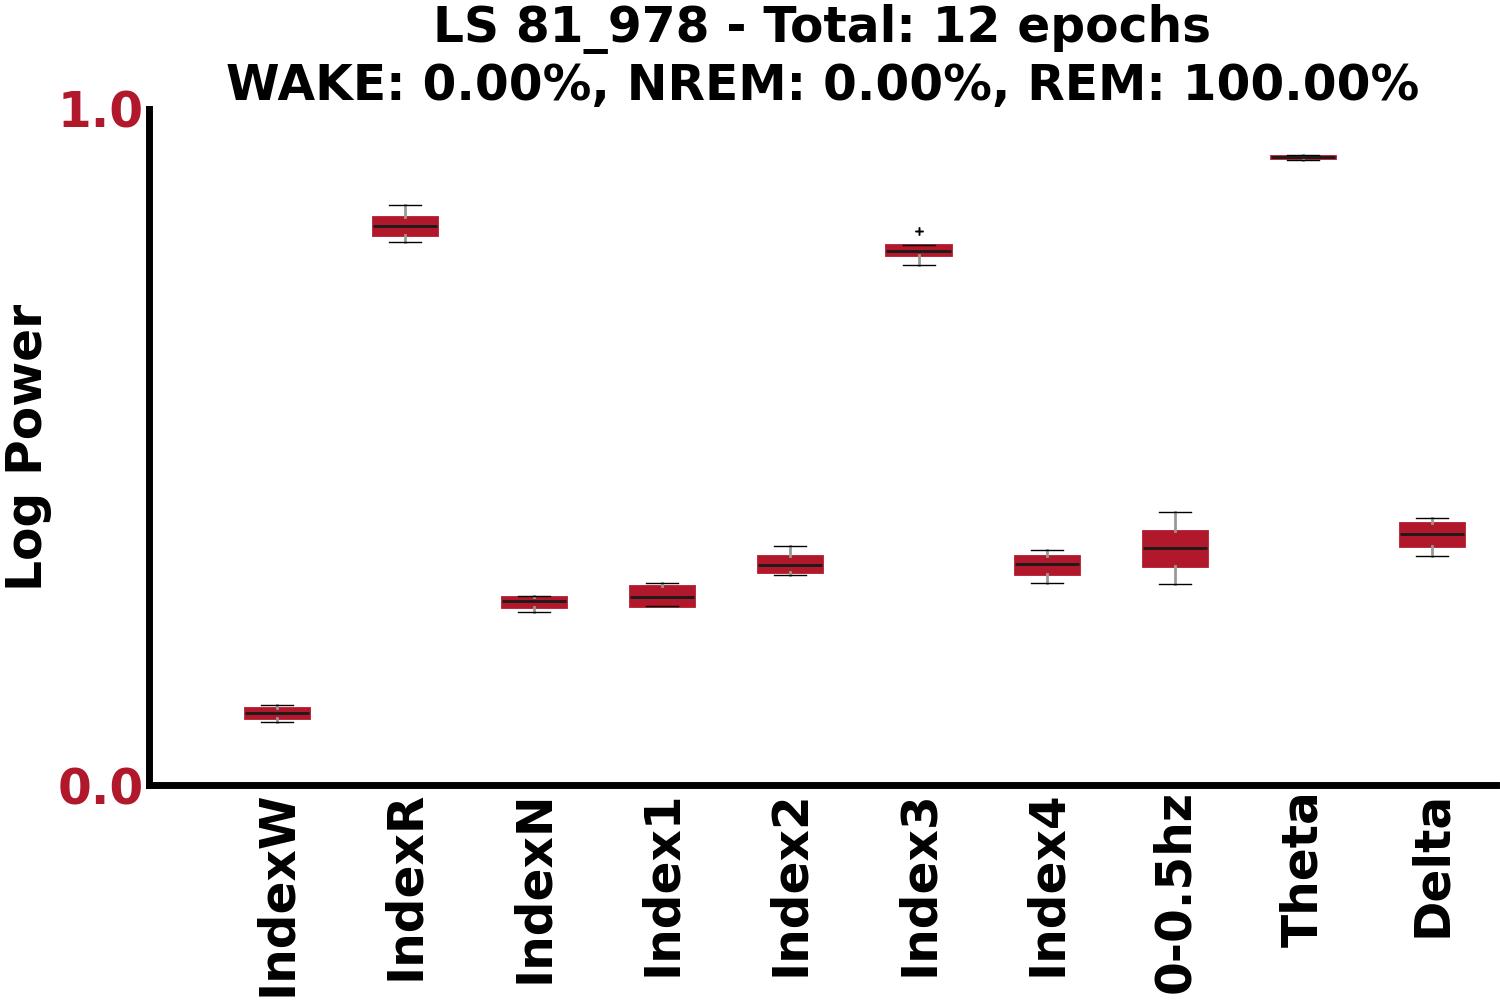 LS 81_978 - Total: 12 epochs
WAKE: 0.00%, NREM: 0.00%, REM: 100.00%
1.0
Log Power
0.0
IndexW
IndexR
IndexN
Index1
Index2
Index3
Index4
0-0.5hz
Theta
Delta